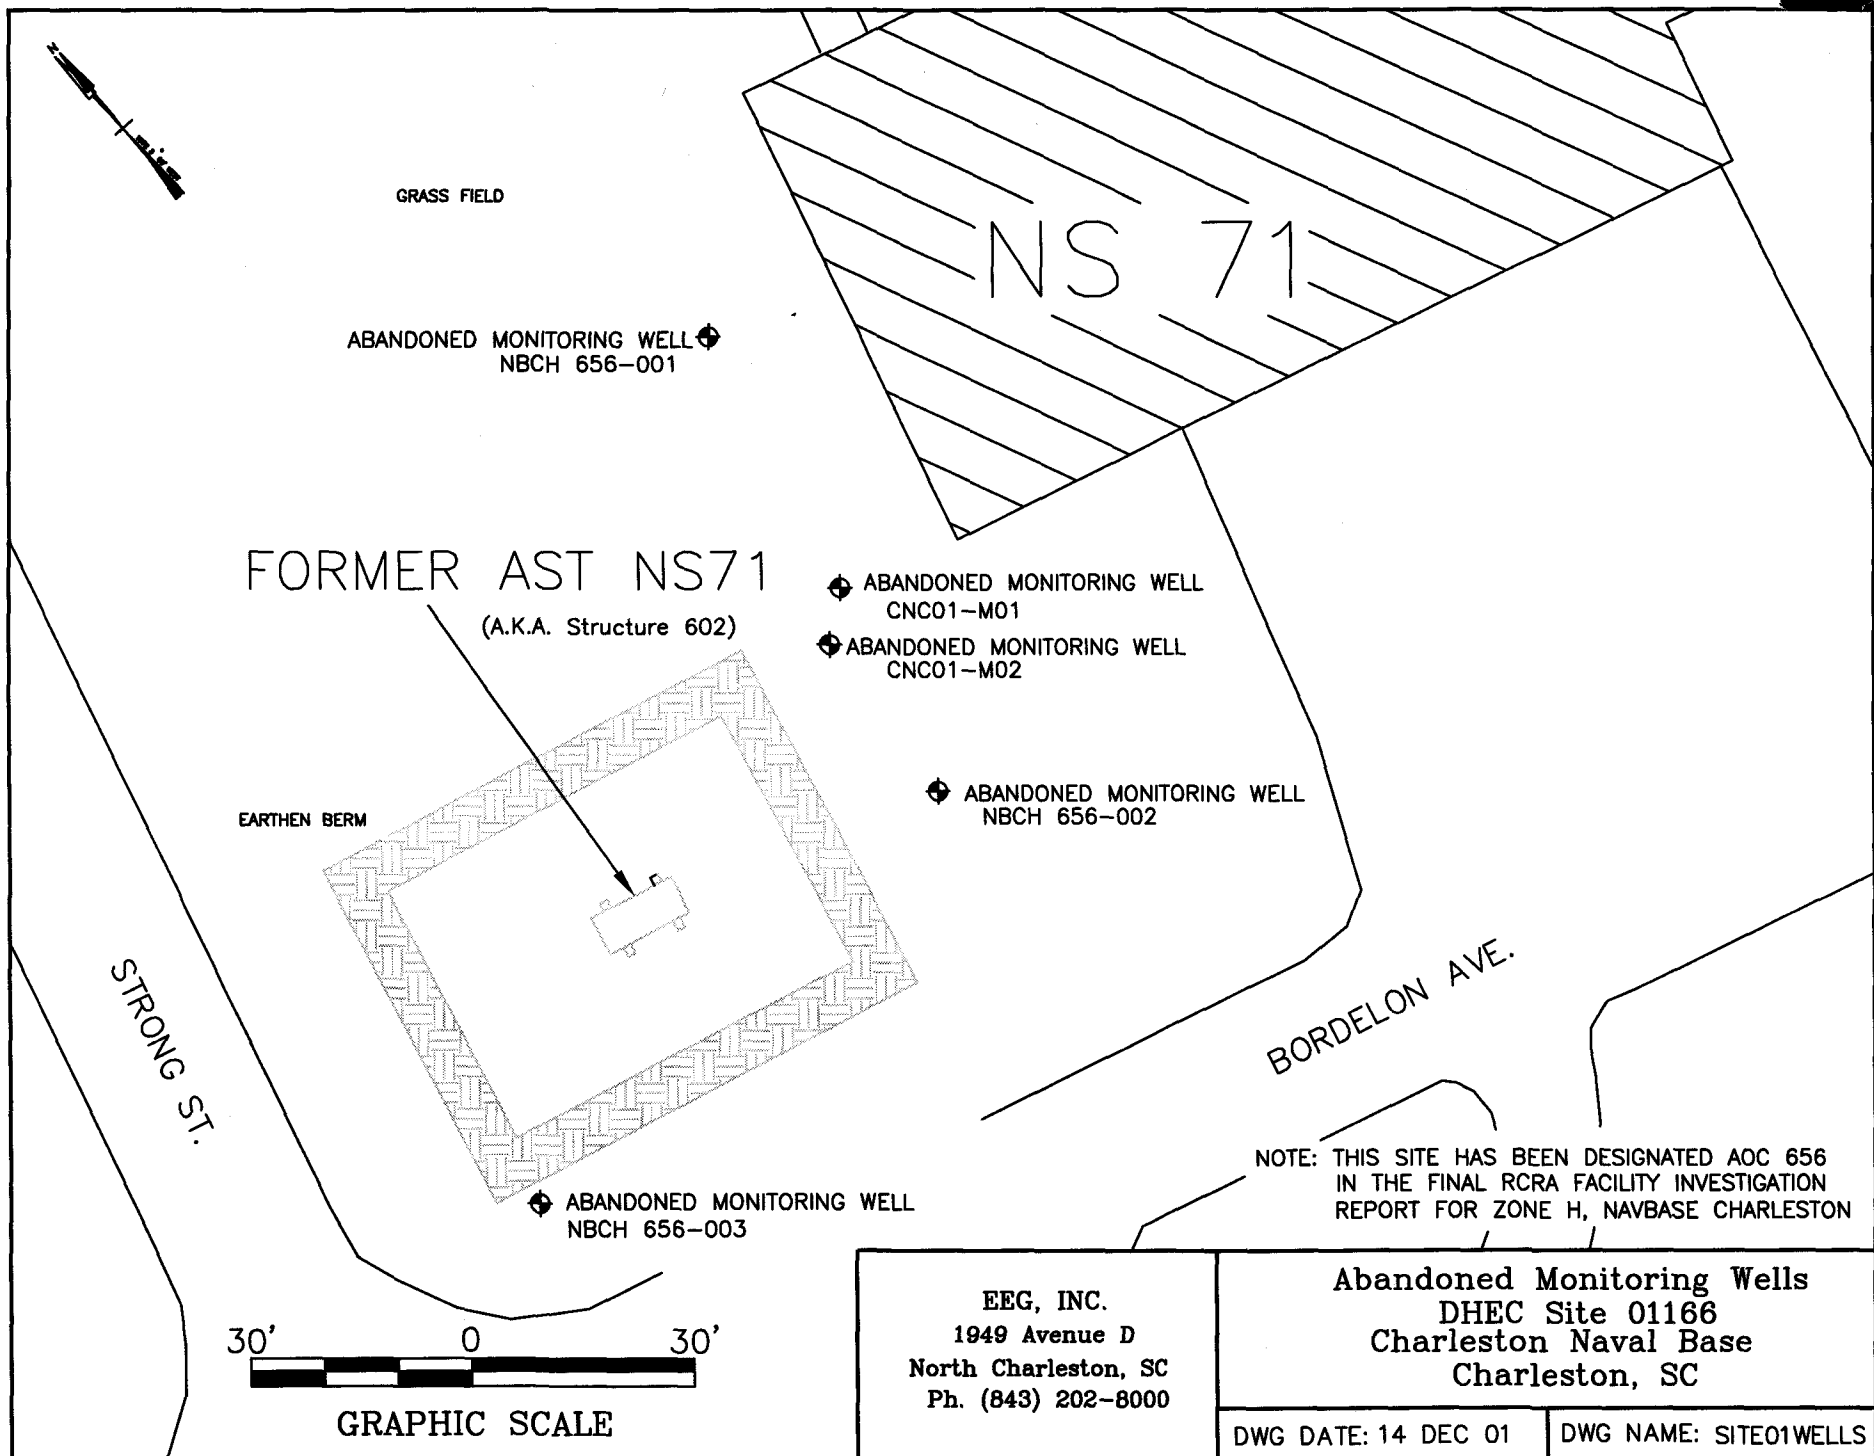 N
GRASS FIELD
NS 71
ABANDONED MONITORING WELL
NBCH 656-001
FORMER AST NS71
(A.K.A. Structure 602)
ABANDONED MONITORING WELL
CNC01-M01
ABANDONED MONITORING WELL
CNC01-M02
ABANDONED MONITORING WELL
NBCH 656-002
EARTHEN BERM
STRONG ST.
BORDELON AVE.
NOTE: THIS SITE HAS BEEN DESIGNATED AOC 656
IN THE FINAL RCRA FACILITY INVESTIGATION
REPORT FOR ZONE H, NAVBASE CHARLESTON
ABANDONED MONITORING WELL
NBCH 656-003
30' 0 30'
GRAPHIC SCALE
EEG, INC.
1949 Avenue D
North Charleston, SC
Ph. (843) 202-8000
Abandoned Monitoring Wells
DHEC Site 01166
Charleston Naval Base
Charleston, SC
DWG DATE: 14 DEC 01
DWG NAME: SITE01WELLS